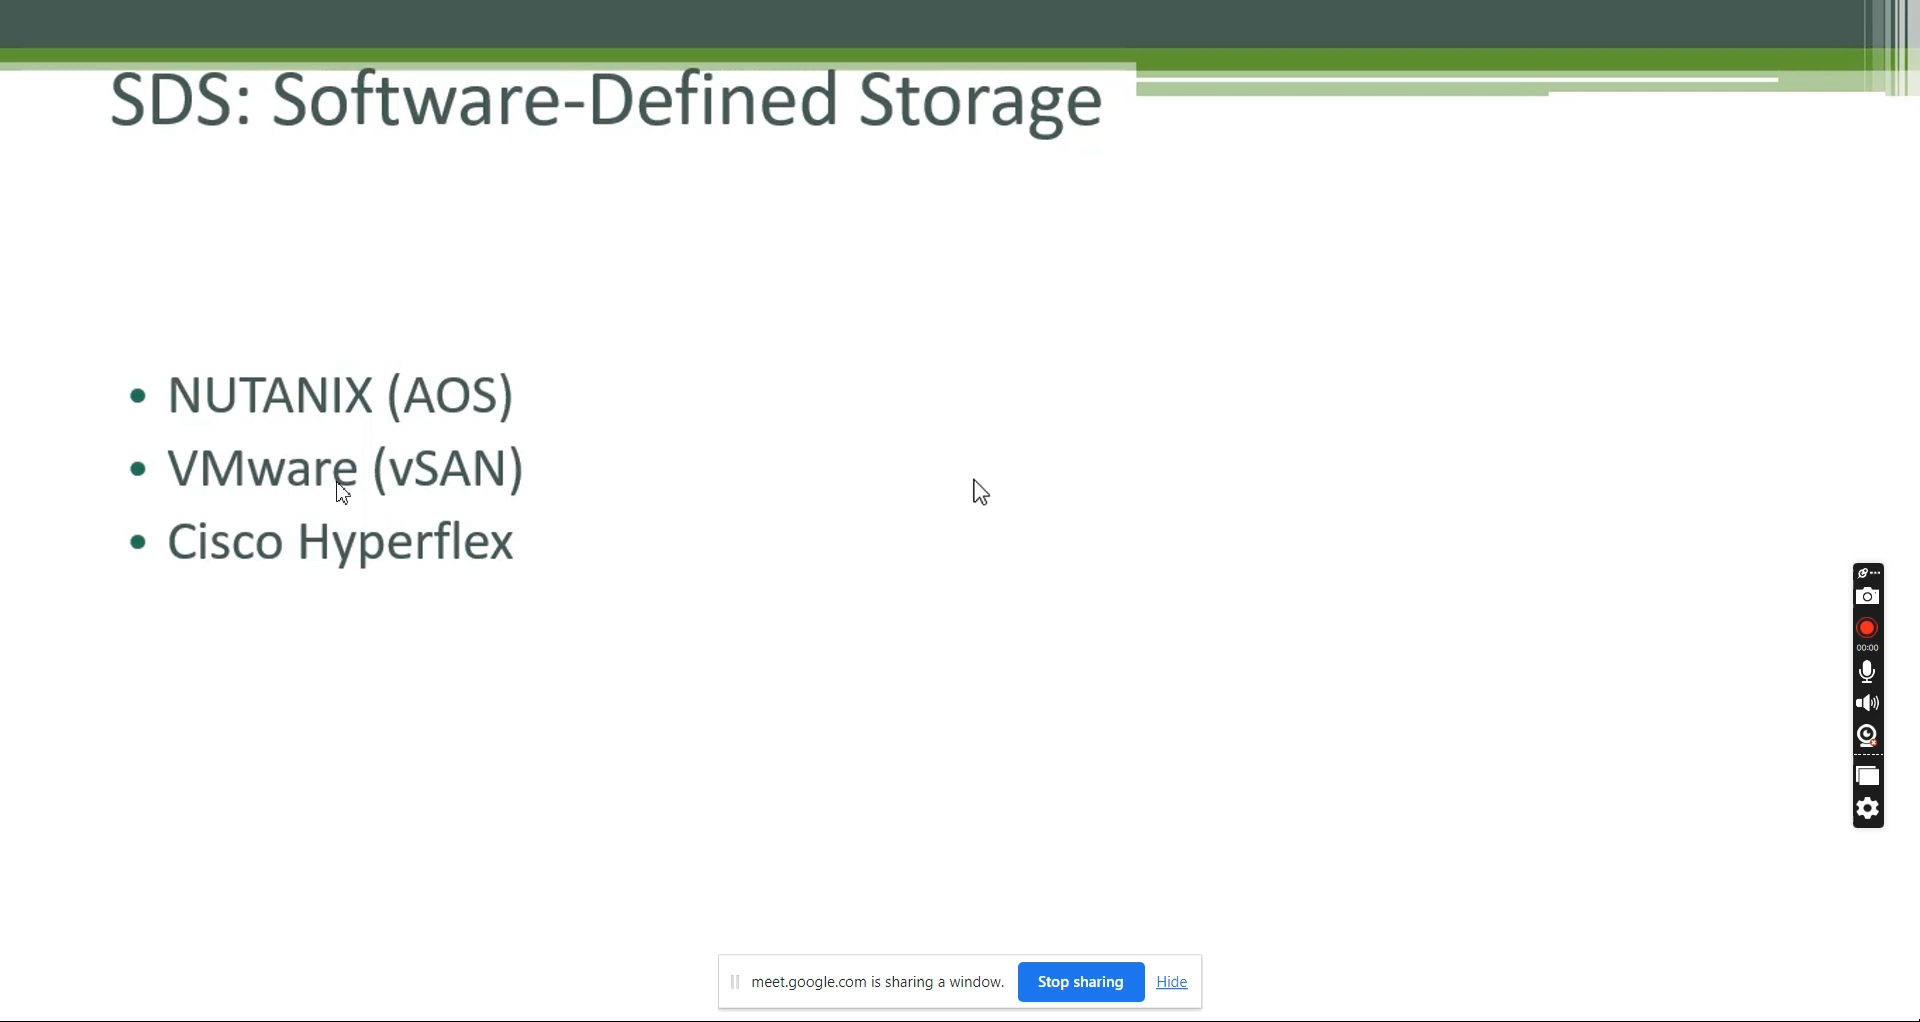 SDS: Software-Defined Storage
• NUTANIX (AOS)
• VMware (vSAN)
• Cisco Hyperflex
00:00
meet.google.com is sharing a window. Stop sharing Hide